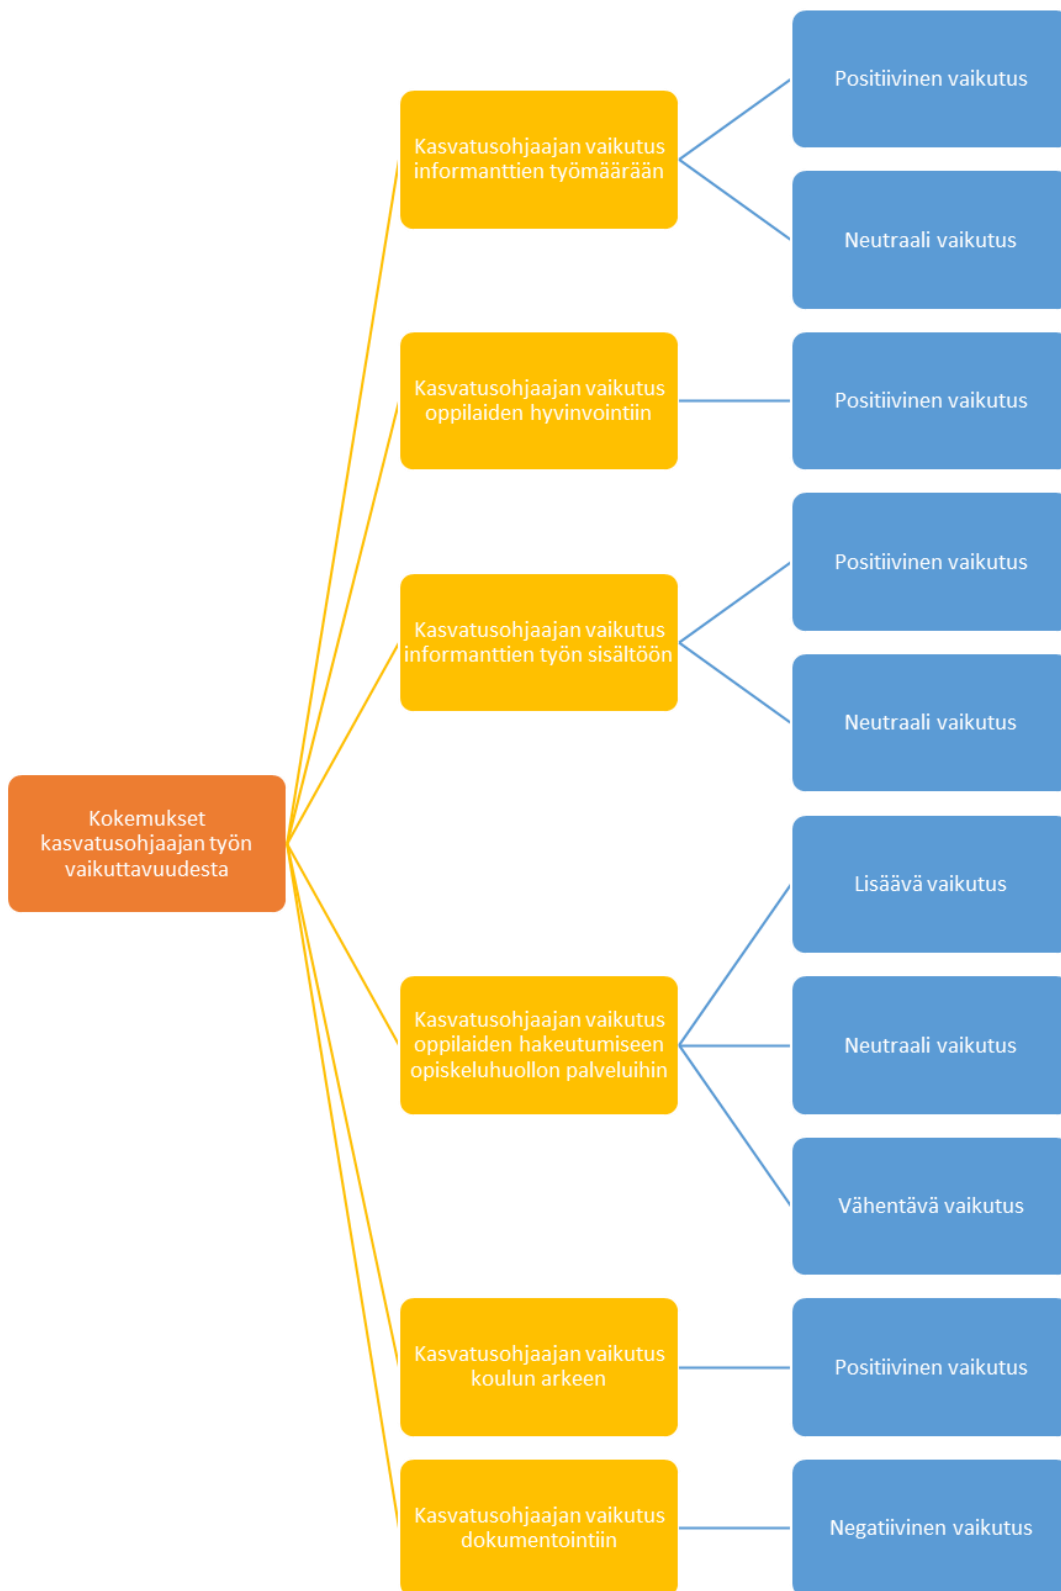 Positiivinen vaikutus
Kasvatusohjaajan vaikutus
informanttien työmäärään
Neutraali vaikutus
Kasvatusohjaajan vaikutus
oppilaiden hyvinvointiin
Positiivinen vaikutus
Positiivinen vaikutus
Kasvatusohjaajan vaikutus
informanttien työn sisältöön
Neutraali vaikutus
Kokemukset
kasvatusohjaajan työn
vaikuttavuudesta
Lisäävä vaikutus
Kasvatusohjaajan vaikutus
oppilaiden hakeutumiseen
opiskeluhuollon palveluihin
Neutraali vaikutus
Vähentävä vaikutus
Kasvatusohjaajan vaikutus
koulun arkeen
Positiivinen vaikutus
Kasvatusohjaajan vaikutus
dokumentointiin
Negatiivinen vaikutus